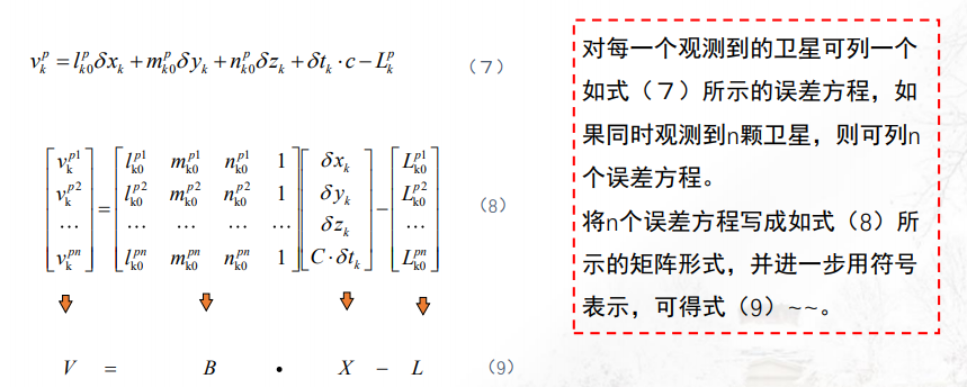 $v_k^p = l_{k0}^p \delta x_k + m_{k0}^p \delta y_k + n_{k0}^p \delta z_k + \delta t_k \cdot c - L_k^p$ （7）
$\begin{bmatrix} v_k^{p1} \\ v_k^{p2} \\ \cdots \\ v_k^{pn} \end{bmatrix} = \begin{bmatrix} l_{k0}^{p1} & m_{k0}^{p1} & n_{k0}^{p1} & 1 \\ l_{k0}^{p2} & m_{k0}^{p2} & n_{k0}^{p2} & 1 \\ \cdots & \cdots & \cdots & \cdots \\ l_{k0}^{pn} & m_{k0}^{pn} & n_{k0}^{pn} & 1 \end{bmatrix} \begin{bmatrix} \delta x_k \\ \delta y_k \\ \delta z_k \\ C \cdot \delta t_k \end{bmatrix} - \begin{bmatrix} L_{k0}^{p1} \\ L_{k0}^{p2} \\ \cdots \\ L_{k0}^{pn} \end{bmatrix}$ （8）
V = B • X − L （9）
对每一个观测到的卫星可列一个
如式（7）所示的误差方程，如
果同时观测到n颗卫星，则可列n
个误差方程。
将n个误差方程写成如式（8）所
示的矩阵形式，并进一步用符号
表示，可得式（9）~~。